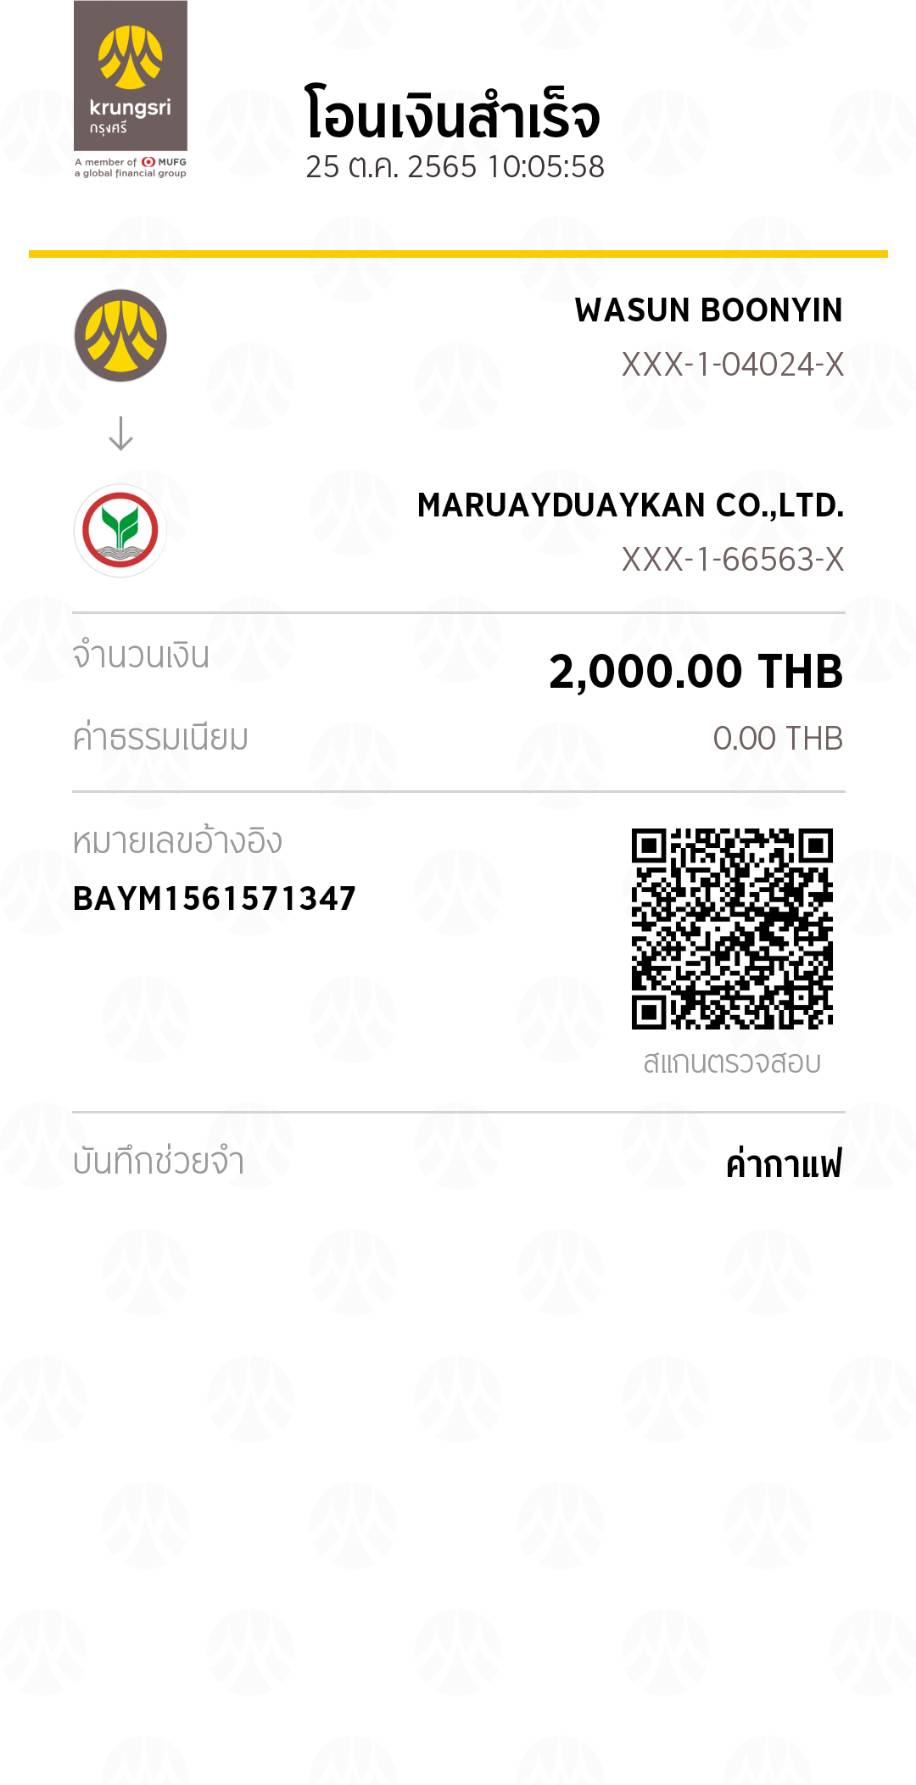 krungsri
กรุงศรี
A member of MUFG
a global financial group
โอนเงินสำเร็จ
25 ต.ค. 2565 10:05:58
WASUN BOONYIN
XXX-1-04024-X
MARUAYDUAYKAN CO.,LTD.
XXX-1-66563-X
จำนวนเงิน
2,000.00 THB
ค่าธรรมเนียม
0.00 THB
หมายเลขอ้างอิง
BAYM1561571347
สแกนตรวจสอบ
บันทึกช่วยจำ
ค่ากาแฟ